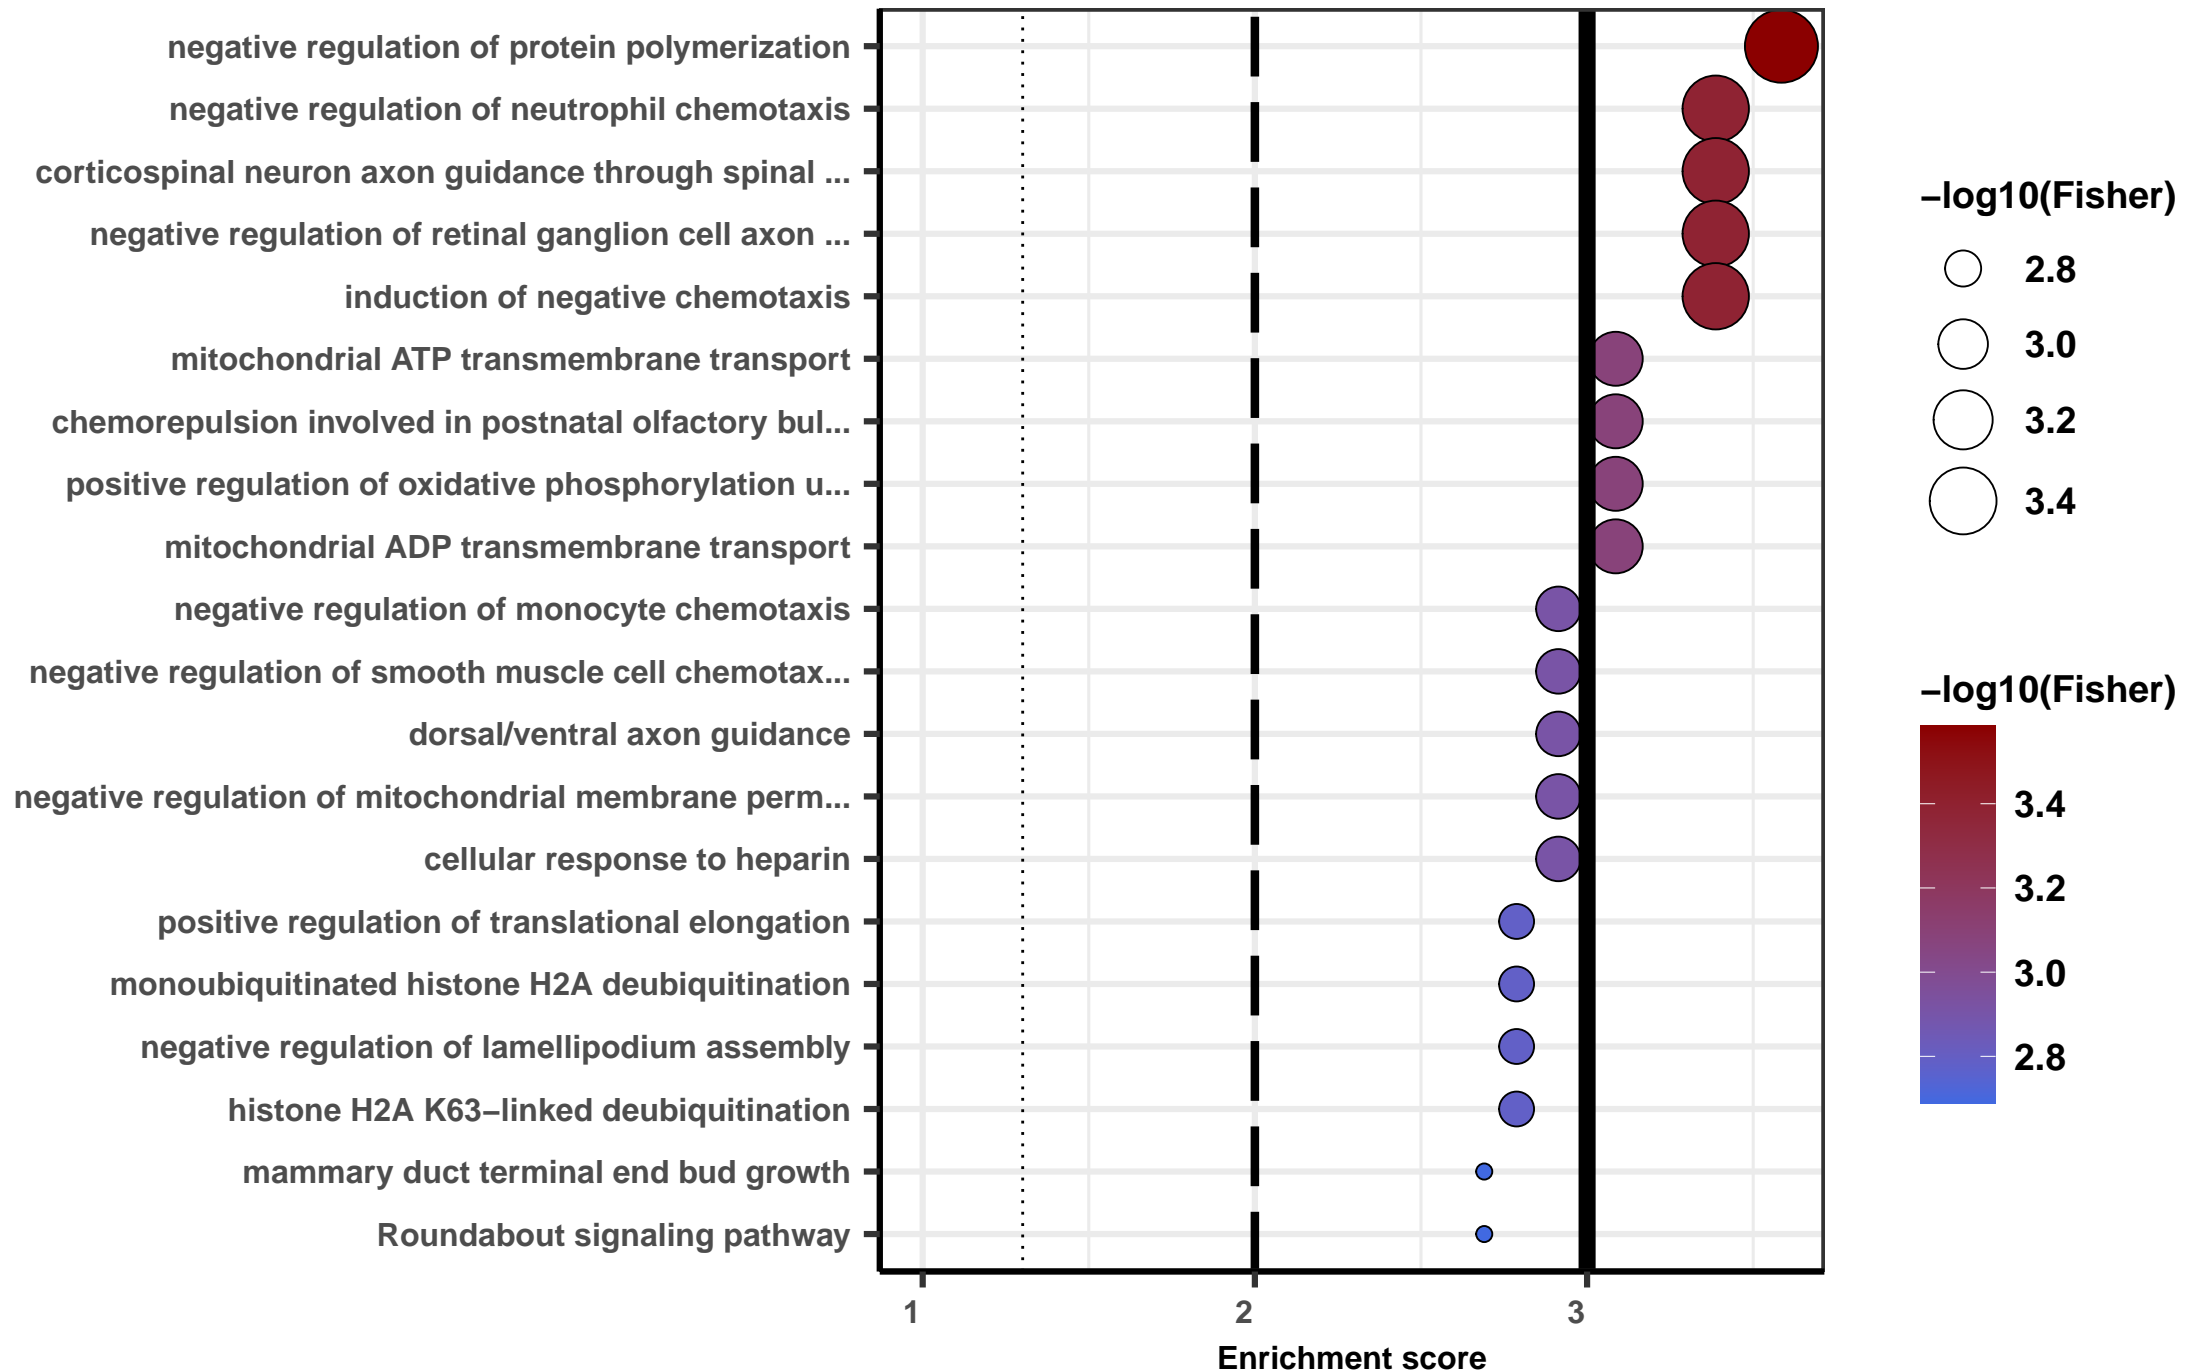 negative regulation of protein polymerization
negative regulation of neutrophil chemotaxis
corticospinal neuron axon guidance through spinal ...
negative regulation of retinal ganglion cell axon ...
induction of negative chemotaxis
mitochondrial ATP transmembrane transport
chemorepulsion involved in postnatal olfactory bul...
positive regulation of oxidative phosphorylation u...
mitochondrial ADP transmembrane transport
negative regulation of monocyte chemotaxis
negative regulation of smooth muscle cell chemotax...
dorsal/ventral axon guidance
negative regulation of mitochondrial membrane perm...
cellular response to heparin
positive regulation of translational elongation
monoubiquitinated histone H2A deubiquitination
negative regulation of lamellipodium assembly
histone H2A K63−linked deubiquitination
mammary duct terminal end bud growth
Roundabout signaling pathway
1 2 3
Enrichment score
−log10(Fisher)
2.8
3.0
3.2
3.4
−log10(Fisher)
3.4
3.2
3.0
2.8